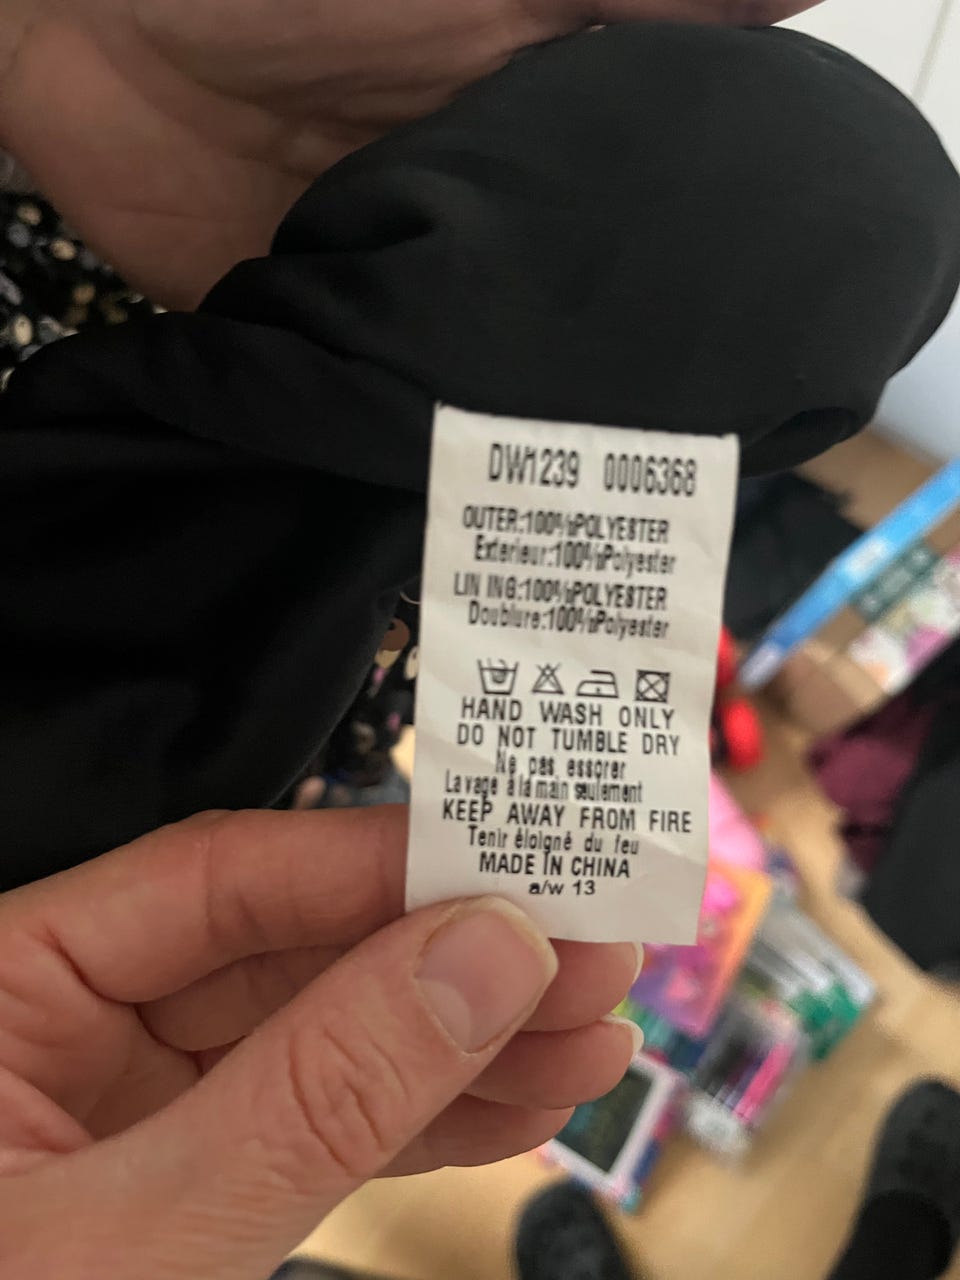 DW1239 0006368
OUTER:100%POLYESTER
Exterieur:100%Polyester
LINING:100%POLYESTER
Doublure:100%Polyester
HAND WASH ONLY
DO NOT TUMBLE DRY
Ne pas essorer
Lavage à la main seulement
KEEP AWAY FROM FIRE
Tenir éloigné du feu
MADE IN CHINA
a/w 13